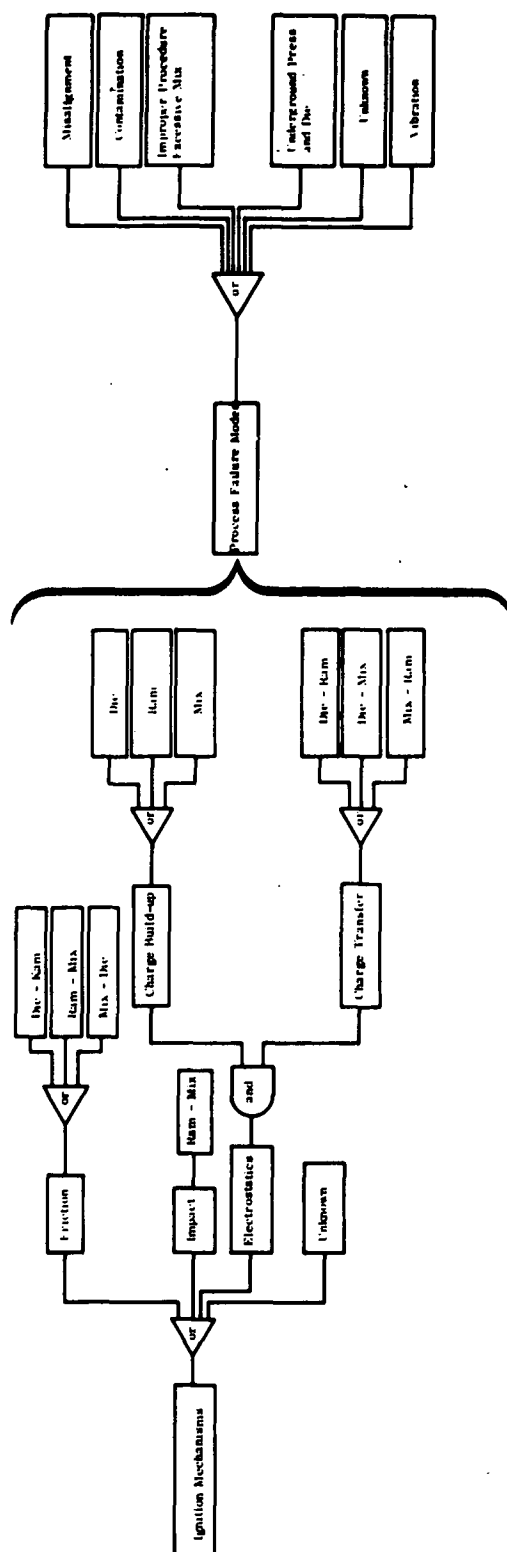 Ignition Mechanisms
or
Friction
Impact
Electrostatics
Unknown
or
Die - Ram
Ram - Mix
Mix - Die
Ram - Mix
and
Charge Build-up
Charge Transfer
or
Die
Ram
Mix
or
Die - Ram
Die - Mix
Mix - Ram
Process Failure Mode
or
Misalignment
Contamination
Improper Procedure
Excessive Mix
Underground Press
and Die
Unknown
Vibration